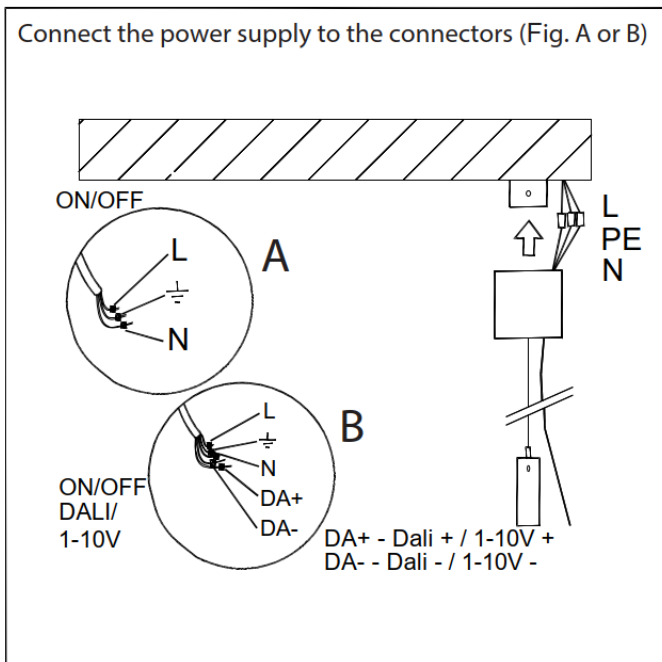 Connect the power supply to the connectors (Fig. A or B)
ON/OFF
L
A
N
L
PE
N
B
L
N
DA+
DA-
ON/OFF
DALI/
1-10V
DA+ - Dali + / 1-10V +
DA- - Dali - / 1-10V -